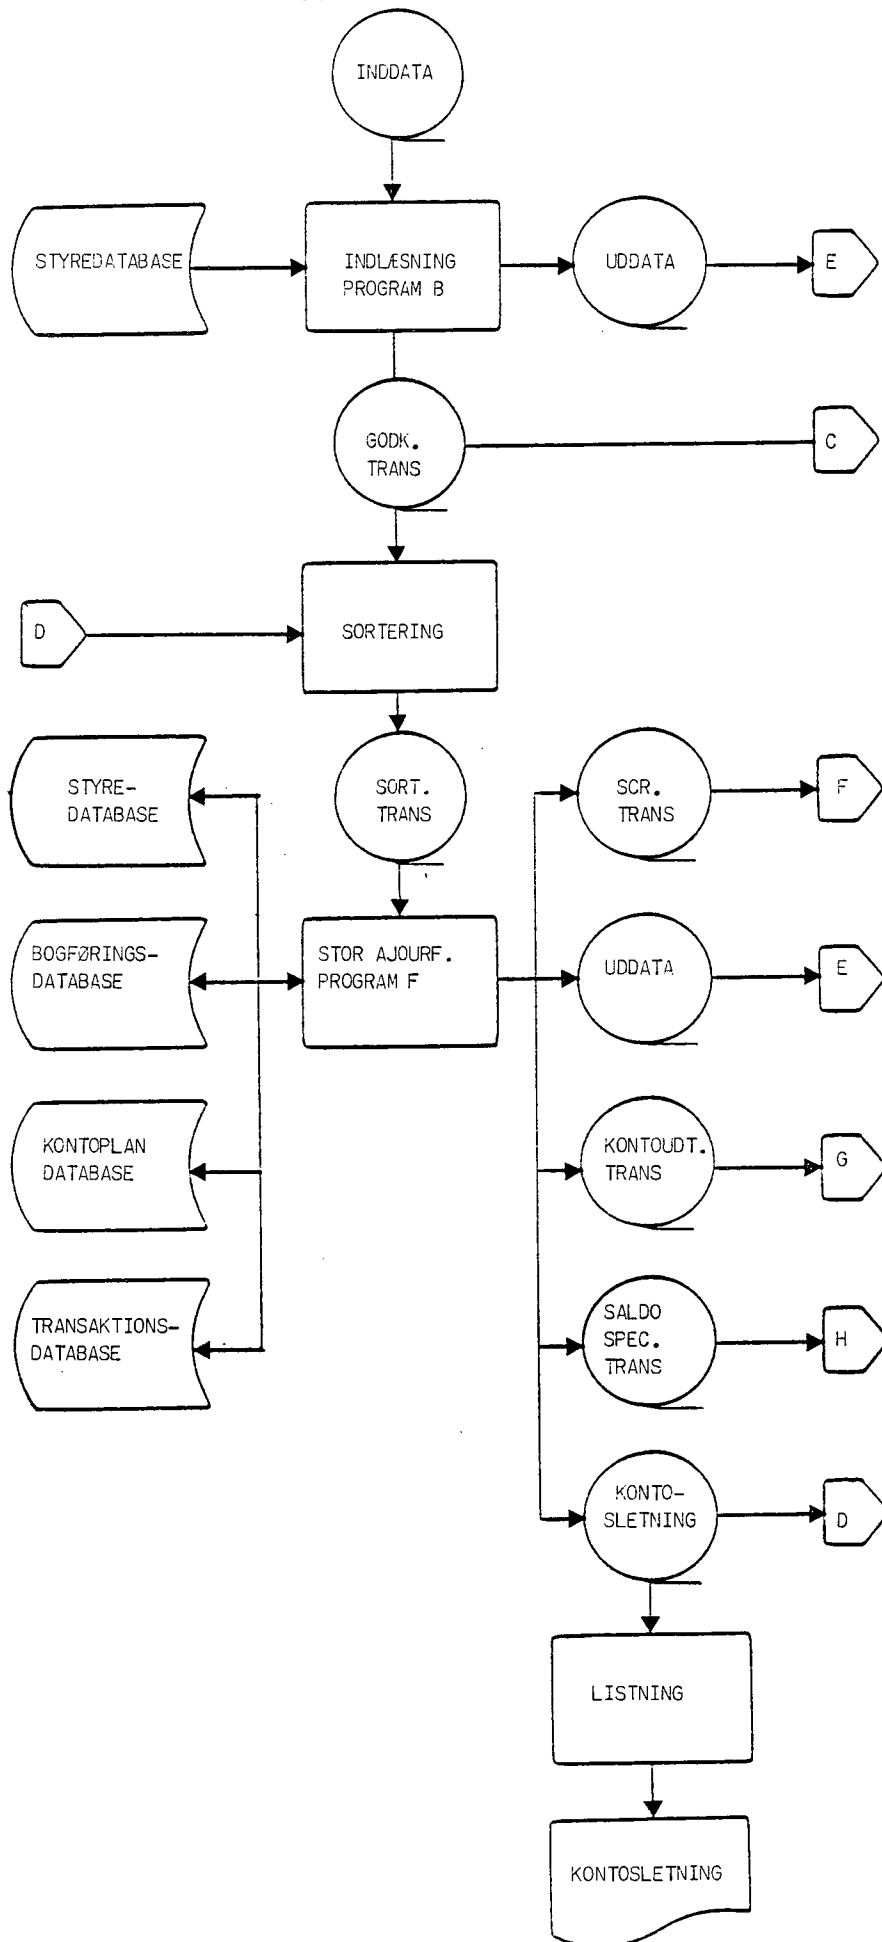 INDDATA
STYREDATABASE
INDLÆSNING
PROGRAM B
UDDATA
E
GODK.
TRANS
C
D
SORTERING
STYRE-
DATABASE
SORT.
TRANS
SCR.
TRANS
F
BOGFØRINGS-
DATABASE
STOR AJOURF.
PROGRAM F
UDDATA
E
KONTOPLAN
DATABASE
KONTOUDT.
TRANS
G
TRANSAKTIONS-
DATABASE
SALDO
SPEC.
TRANS
H
KONTO-
SLETNING
D
LISTNING
KONTOSLETNING